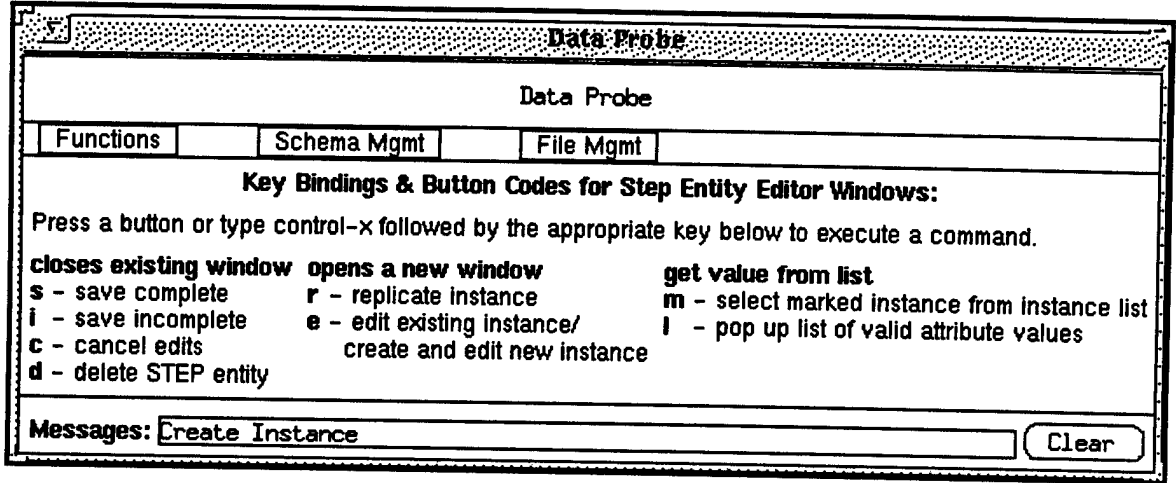 Data Probe
Data Probe
Functions Schema Mgmt File Mgmt
Key Bindings & Button Codes for Step Entity Editor Windows:
Press a button or type control-x followed by the appropriate key below to execute a command.
closes existing window opens a new window get value from list
s - save complete r - replicate instance m - select marked instance from instance list
i - save incomplete e - edit existing instance/ l - pop up list of valid attribute values
c - cancel edits create and edit new instance
d - delete STEP entity
Messages: Create Instance Clear